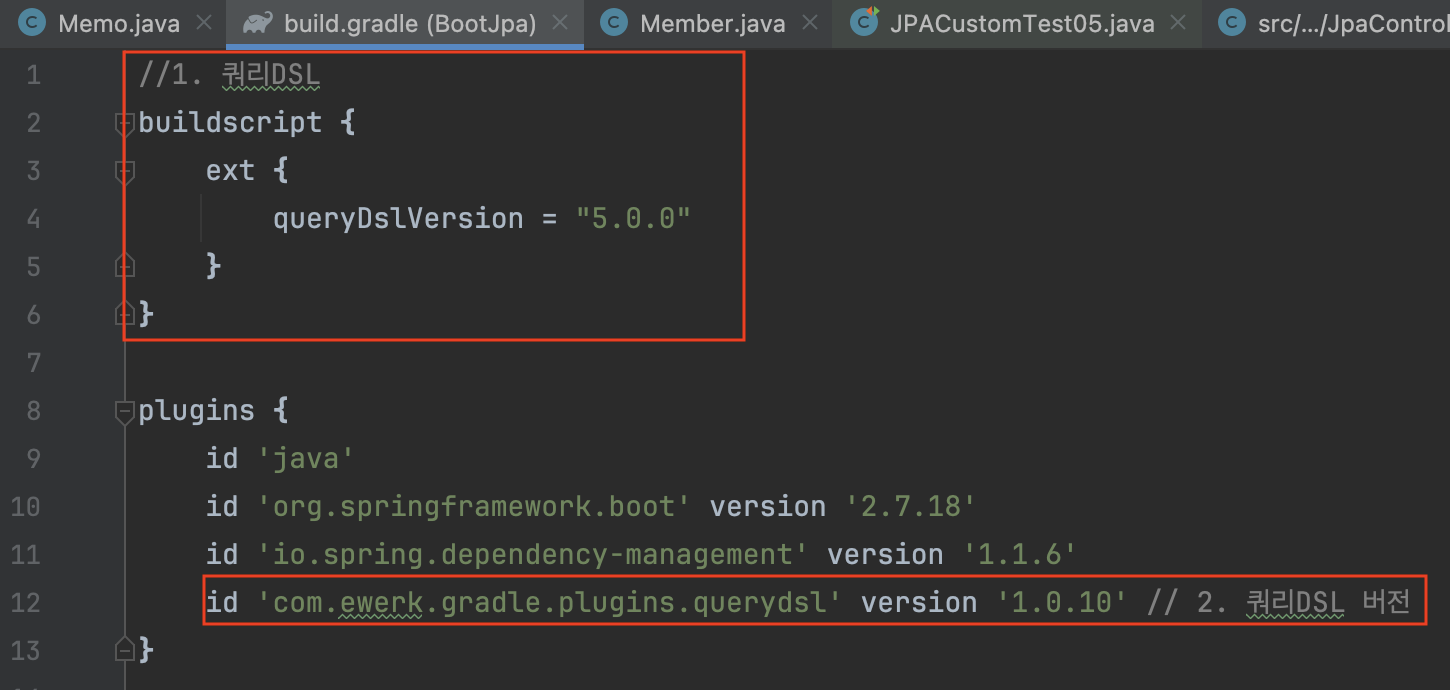 Memo.java build.gradle (BootJpa) Member.java JPACustomTest05.java src/.../JpaControl
1 //1. 쿼리DSL
2 buildscript {
3 ext {
4 queryDslVersion = "5.0.0"
5 }
6 }
7
8 plugins {
9 id 'java'
10 id 'org.springframework.boot' version '2.7.18'
11 id 'io.spring.dependency-management' version '1.1.6'
12 id 'com.ewerk.gradle.plugins.querydsl' version '1.0.10' // 2. 쿼리DSL 버전
13 }